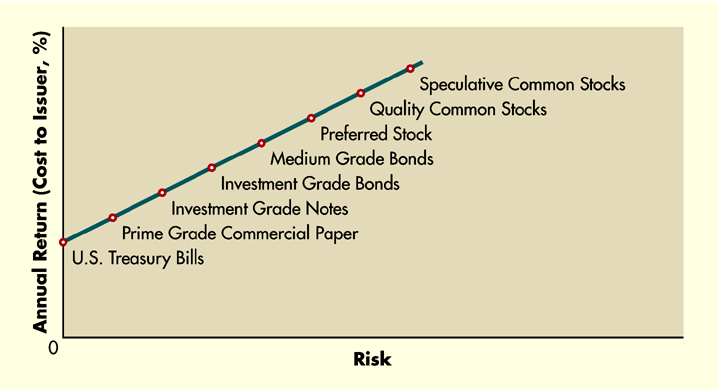 Annual Return (Cost to Issuer, %)
Speculative Common Stocks
Quality Common Stocks
Preferred Stock
Medium Grade Bonds
Investment Grade Bonds
Investment Grade Notes
Prime Grade Commercial Paper
U.S. Treasury Bills
0
Risk